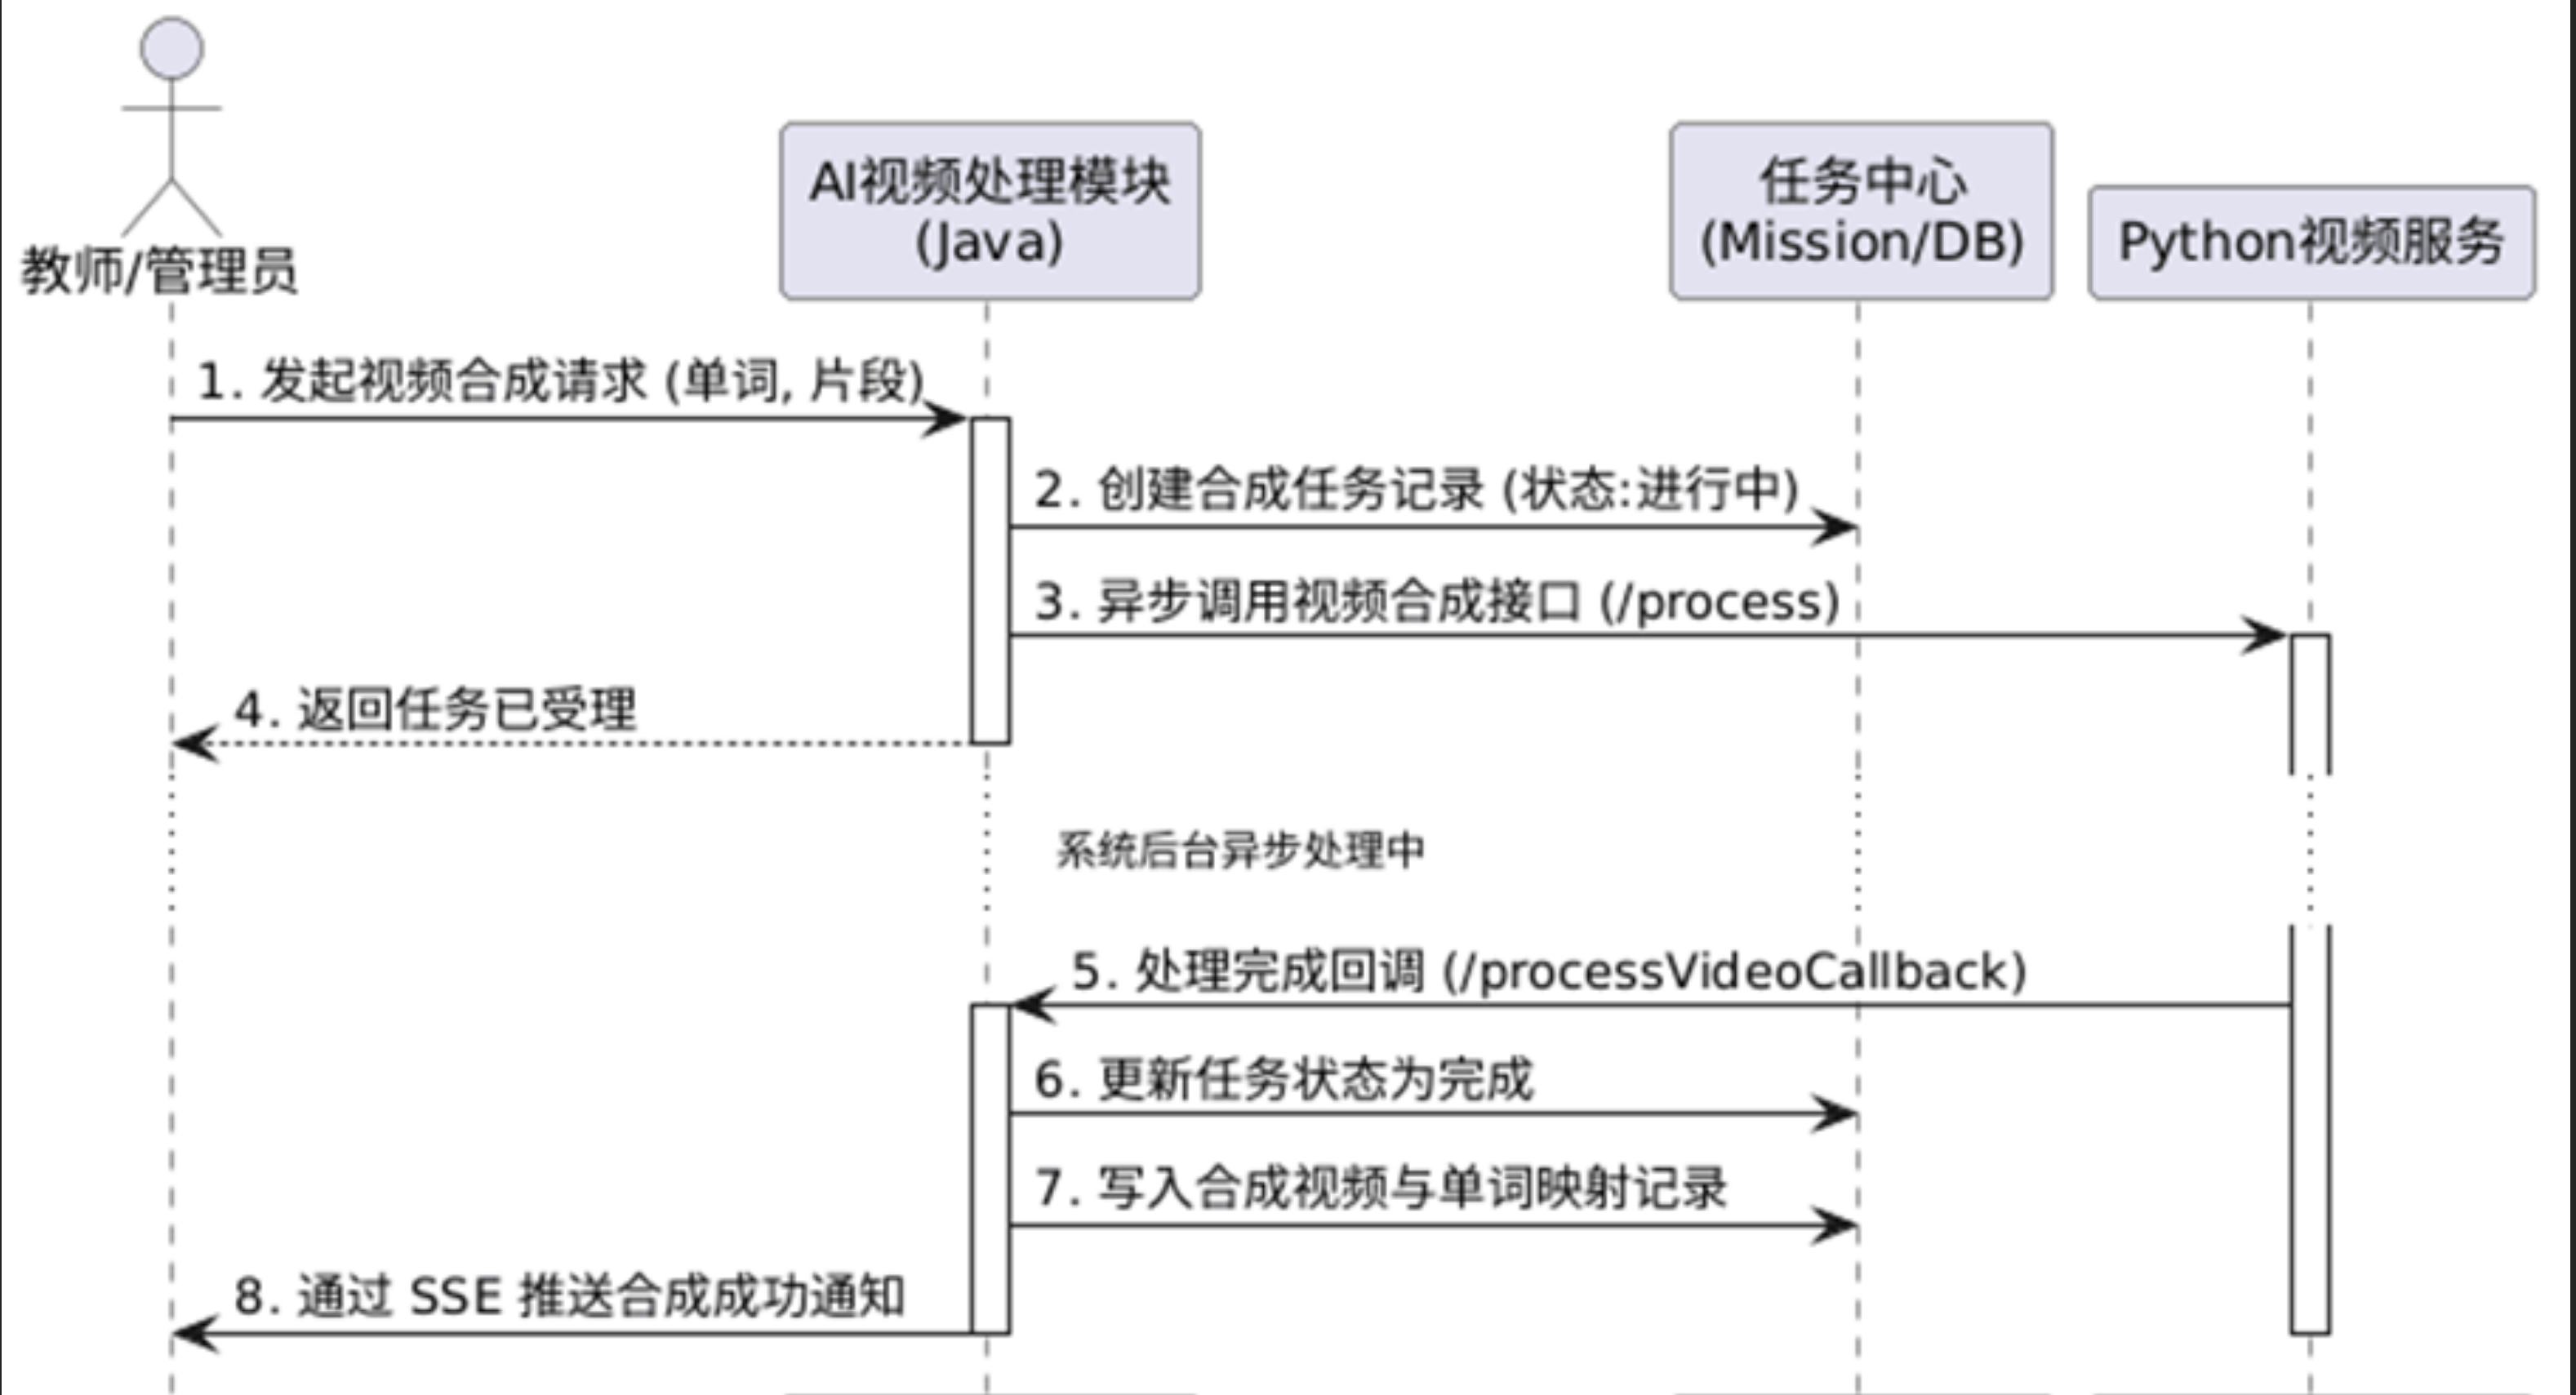 教师/管理员
AI视频处理模块
(Java)
任务中心
(Mission/DB)
Python视频服务
1. 发起视频合成请求 (单词, 片段)
2. 创建合成任务记录 (状态:进行中)
3. 异步调用视频合成接口 (/process)
4. 返回任务已受理
系统后台异步处理中
5. 处理完成回调 (/processVideoCallback)
6. 更新任务状态为完成
7. 写入合成视频与单词映射记录
8. 通过 SSE 推送合成成功通知